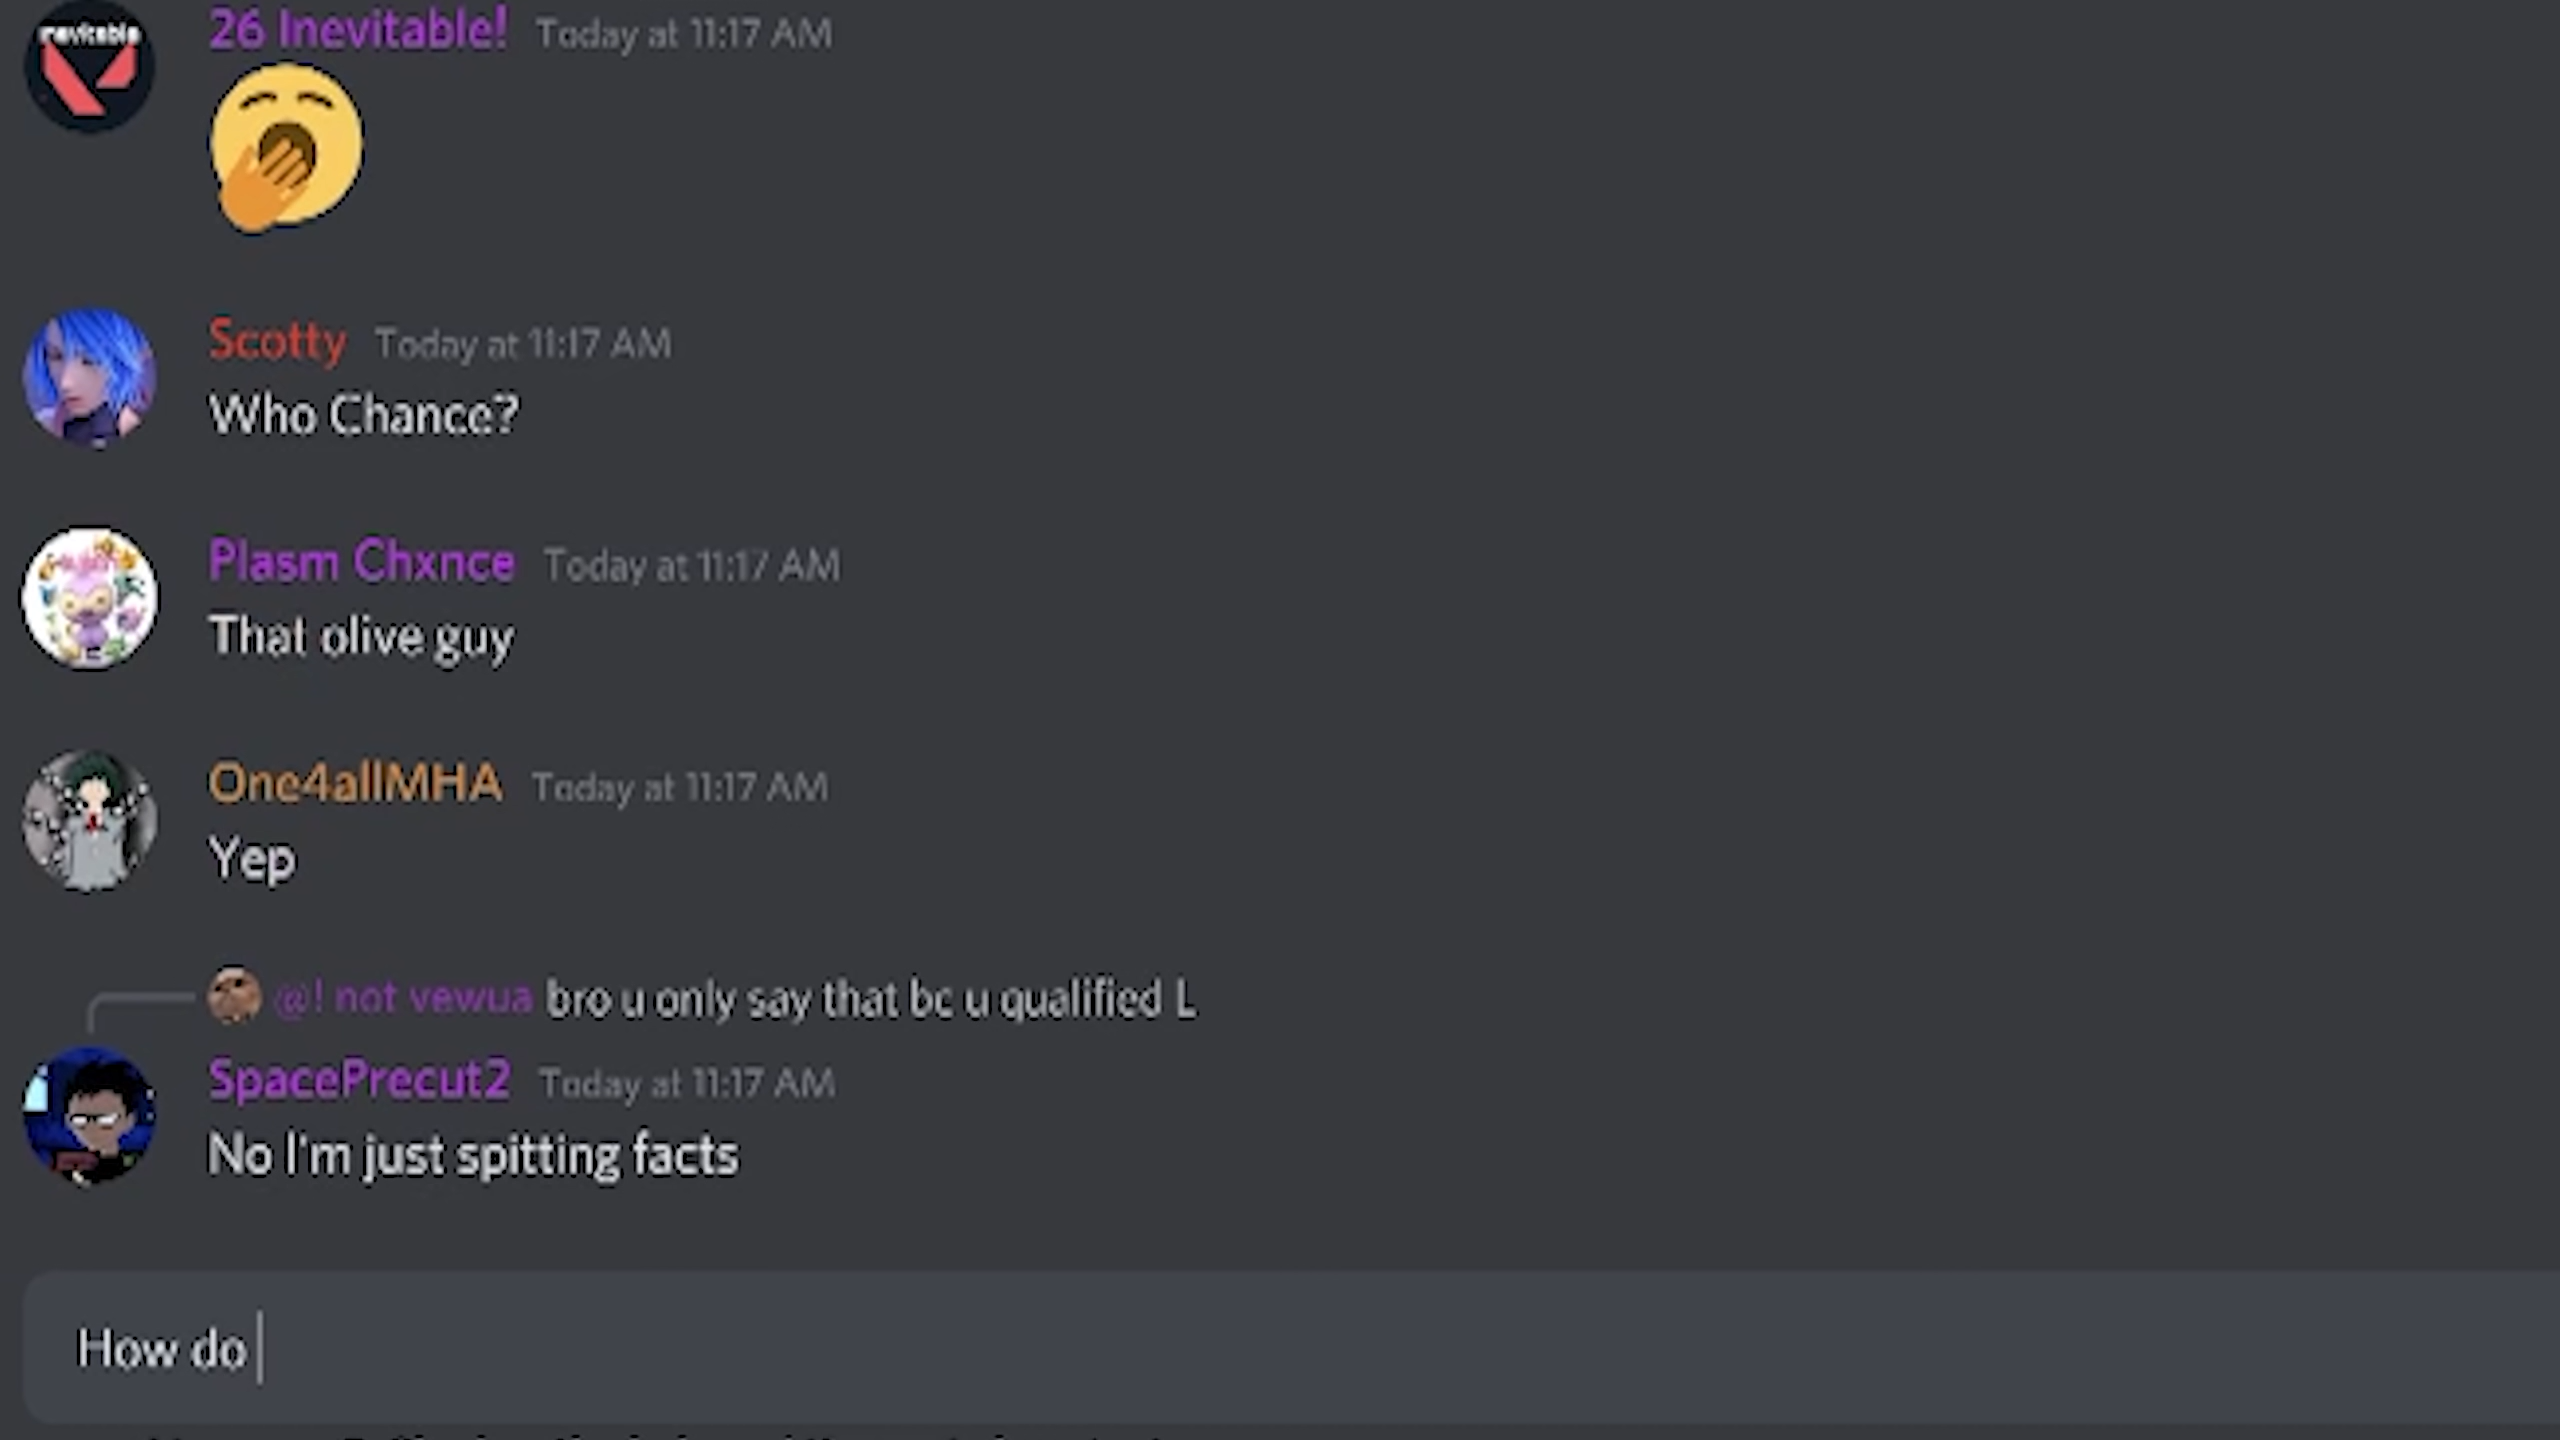 26 Inevitable! Today at 11:17 AM
Scotty Today at 11:17 AM
Who Chance?
Plasm Chxnce Today at 11:17 AM
That olive guy
One4allMHA Today at 11:17 AM
Yep
@! not vewua bro u only say that bc u qualified L
SpacePrecut2 Today at 11:17 AM
No I'm just spitting facts
How do